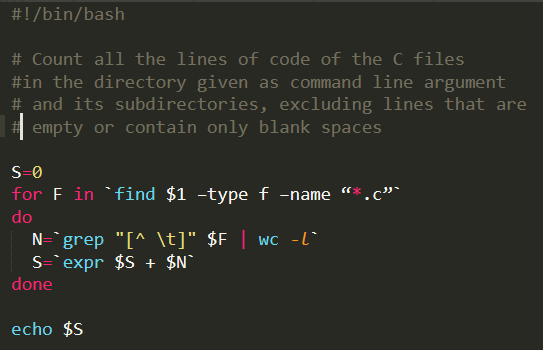 #!/bin/bash
# Count all the lines of code of the C files
#in the directory given as command line argument
# and its subdirectories, excluding lines that are
# empty or contain only blank spaces
S=0
for F in `find $1 –type f –name “*.c”`
do
N=`grep "[^ \t]" $F | wc -l`
S=`expr $S + $N`
done
echo $S